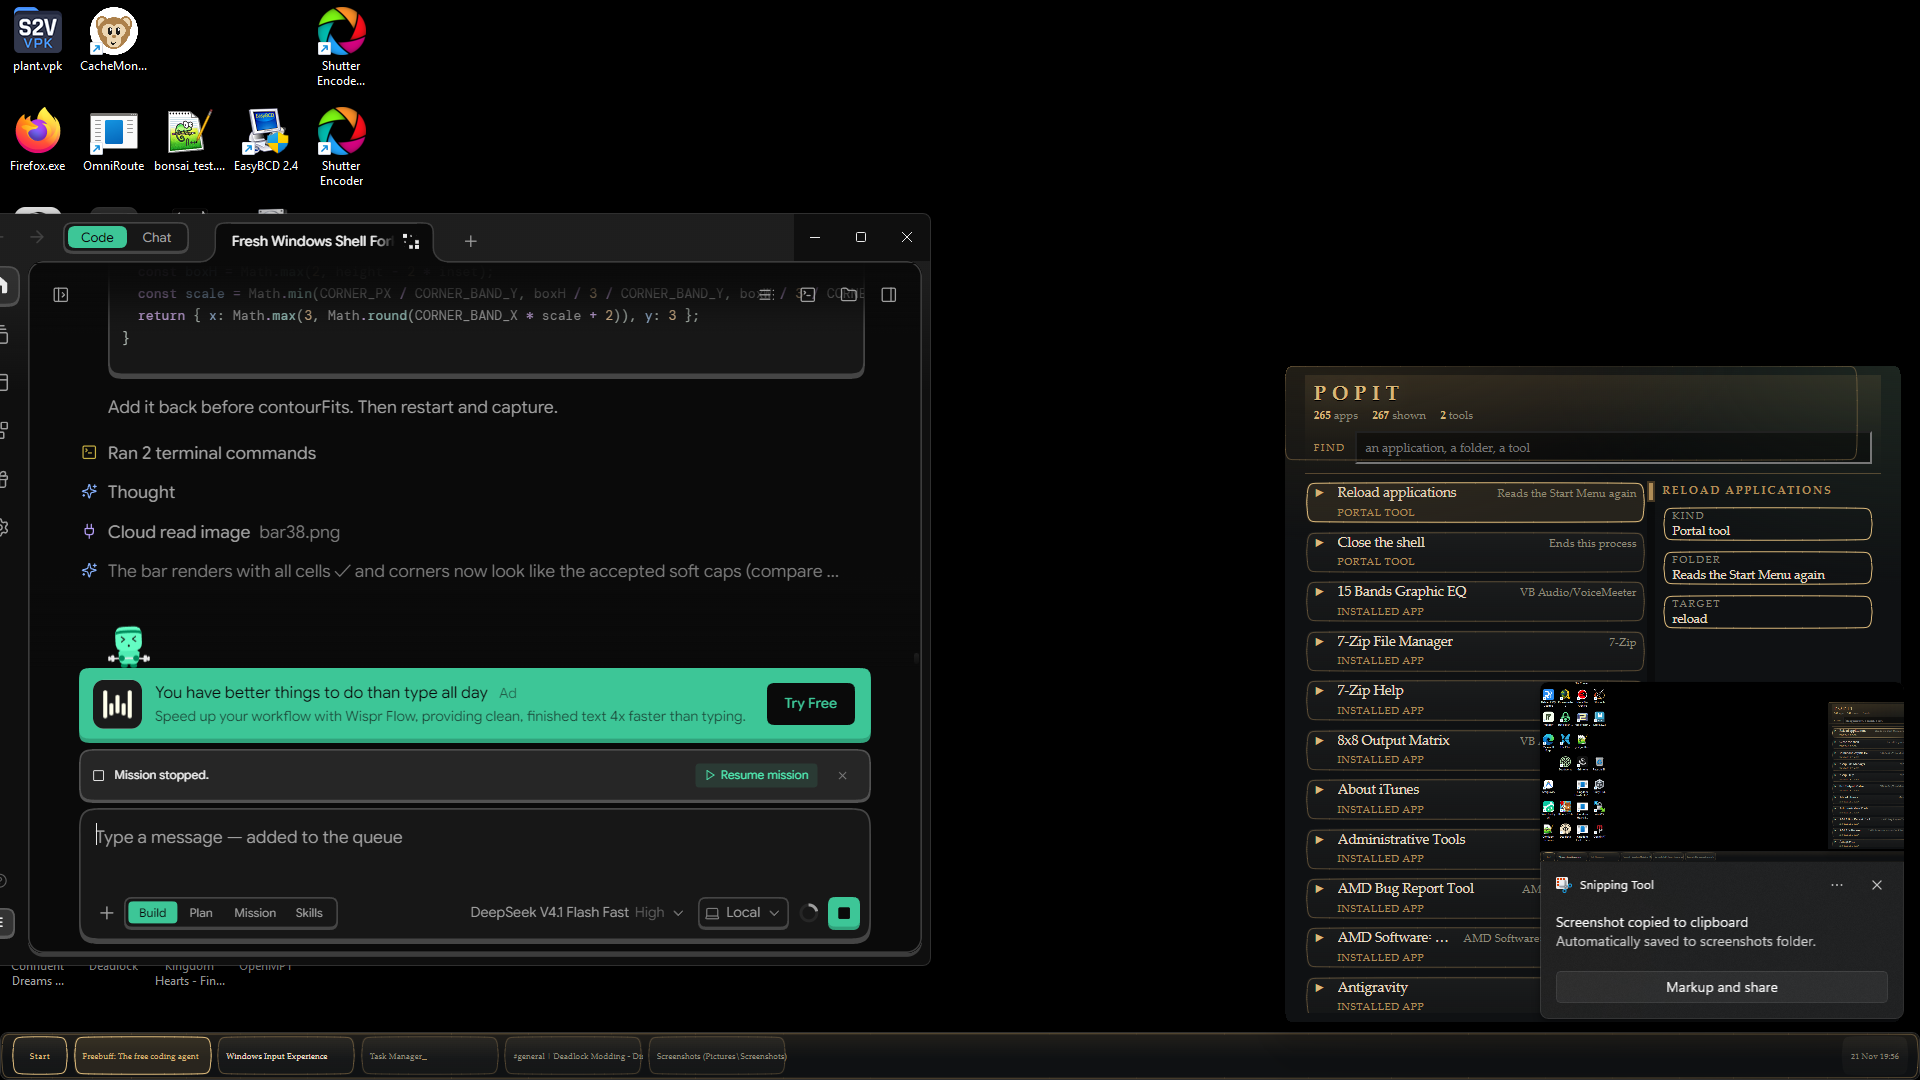 S2V
VPK
plant.vpk
CacheMon...
Shutter
Encode...
Firefox.exe
OmniRoute
bonsai_test....
EasyBCD 2.4
Shutter
Encoder
Code
Chat
Fresh Windows Shell For
const scale = Math.min(CORNER_PX / CORNER_BAND_Y, boxH / 3 / CORNER_BAND_Y,
return { x: Math.max(3, Math.round(CORNER_BAND_X * scale + 2)), y: 3 };
}
Add it back before contourFits. Then restart and capture.
Ran 2 terminal commands
Thought
Cloud read image bar38.png
The bar renders with all cells ✓ and corners now look like the accepted soft caps (compare ...
You have better things to do than type all day Ad
Speed up your workflow with Wispr Flow, providing clean, finished text 4x faster than typing.
Try Free
Mission stopped.
Resume mission
Type a message — added to the queue
Build
Plan
Mission
Skills
DeepSeek V4.1 Flash Fast High
Local
Confident
Dreams ...
Deadlock
Kingdom
Hearts - Fin...
OpenMPT
POPIT
265 apps 267 shown 2 tools
FIND an application, a folder, a tool
Reload applications Reads the Start Menu again
PORTAL TOOL
Close the shell Ends this process
PORTAL TOOL
15 Bands Graphic EQ VB Audio/VoiceMeeter
INSTALLED APP
7-Zip File Manager 7-Zip
INSTALLED APP
7-Zip Help
INSTALLED APP
8x8 Output Matrix VB
INSTALLED APP
About iTunes
INSTALLED APP
Administrative Tools
INSTALLED APP
AMD Bug Report Tool AM
INSTALLED APP
AMD Software: ... AMD Software
INSTALLED APP
Antigravity
INSTALLED APP
RELOAD APPLICATIONS
KIND
Portal tool
FOLDER
Reads the Start Menu again
TARGET
reload
Snipping Tool
Screenshot copied to clipboard
Automatically saved to screenshots folder.
Markup and share
Start
Freebuff: The free coding agent
Windows Input Experience
Task Manager_
#general | Deadlock Modding - Di
Screenshots (Pictures\Screenshots)
21 Nov 19:56